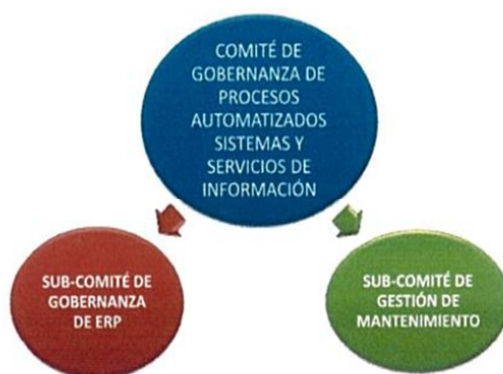 COMITÉ DE
GOBERNANZA DE
PROCESOS
AUTOMATIZADOS
SISTEMAS Y
SERVICIOS DE
INFORMACIÓN
SUB-COMITÉ DE
GOBERNANZA
DE ERP
SUB-COMITÉ DE
GESTIÓN DE
MANTENIMIENTO